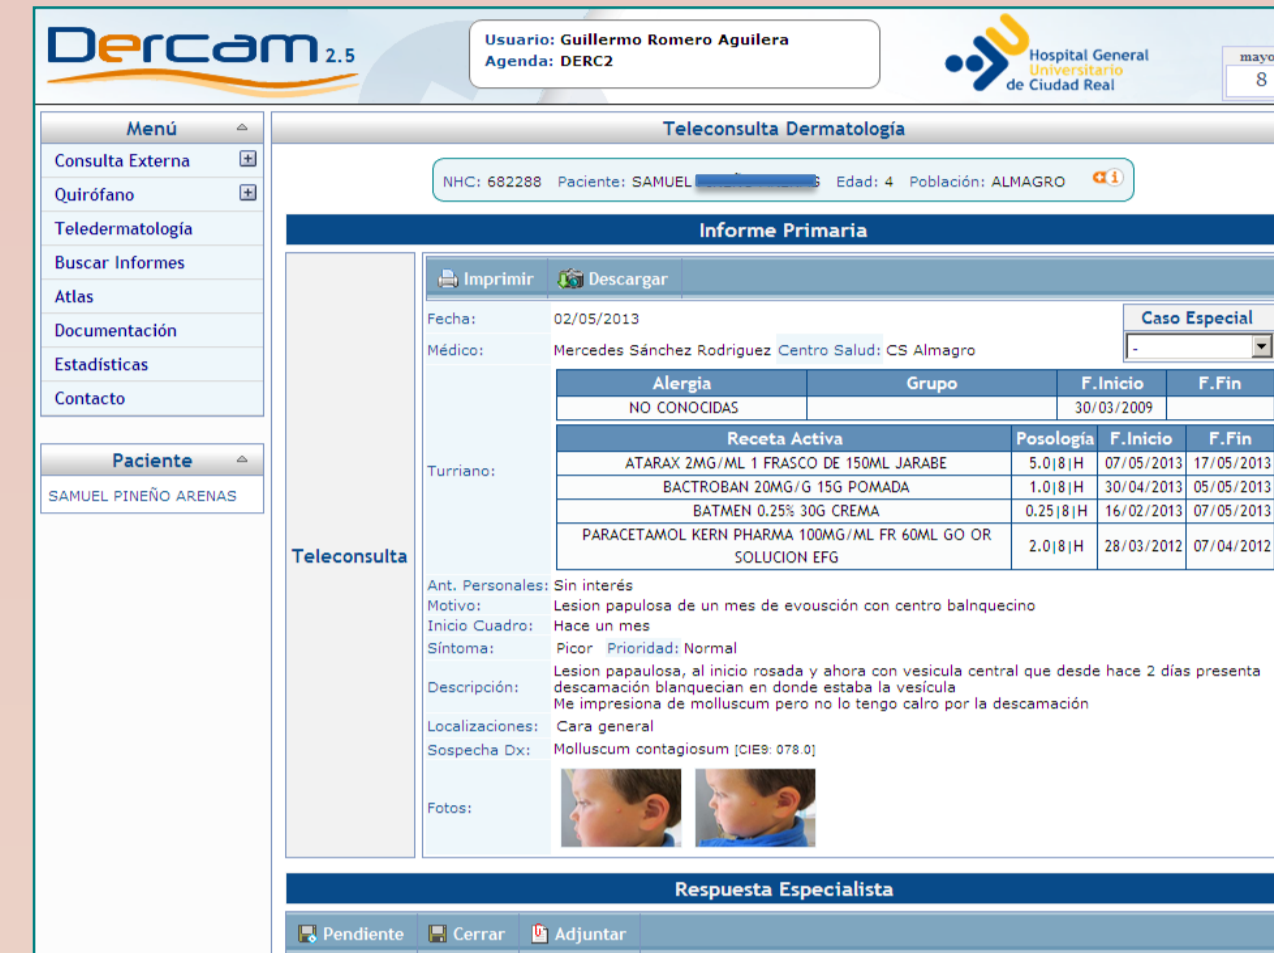 Dercam 2.5
Usuario: Guillermo Romero Aguilera
Agenda: DERC2
Hospital General
Universitario
de Ciudad Real
mayo
8
Menú
Consulta Externa
Quirófano
Teledermatología
Buscar Informes
Atlas
Documentación
Estadísticas
Contacto
Paciente
SAMUEL PINEÑO ARENAS
Teleconsulta Dermatología
NHC: 682288 Paciente: SAMUEL Edad: 4 Población: ALMAGRO
Informe Primaria
Teleconsulta
Imprimir Descargar
Fecha: 02/05/2013
Caso Especial
-
Médico: Mercedes Sánchez Rodriguez Centro Salud: CS Almagro
Turriano:
Alergia Grupo F.Inicio F.Fin
NO CONOCIDAS 30/03/2009
Receta Activa Posología F.Inicio F.Fin
ATARAX 2MG/ML 1 FRASCO DE 150ML JARABE 5.0|8|H 07/05/2013 17/05/2013
BACTROBAN 20MG/G 15G POMADA 1.0|8|H 30/04/2013 05/05/2013
BATMEN 0.25% 30G CREMA 0.25|8|H 16/02/2013 07/05/2013
PARACETAMOL KERN PHARMA 100MG/ML FR 60ML GO OR
SOLUCION EFG 2.0|8|H 28/03/2012 07/04/2012
Ant. Personales: Sin interés
Motivo: Lesion papulosa de un mes de evousción con centro balnquecino
Inicio Cuadro: Hace un mes
Síntoma: Picor Prioridad: Normal
Descripción: Lesion papaulosa, al inicio rosada y ahora con vesicula central que desde hace 2 días presenta
descamación blanquecian en donde estaba la vesícula
Me impresiona de molluscum pero no lo tengo calro por la descamación
Localizaciones: Cara general
Sospecha Dx: Molluscum contagiosum [CIE9: 078.0]
Fotos:
Respuesta Especialista
Pendiente Cerrar Adjuntar